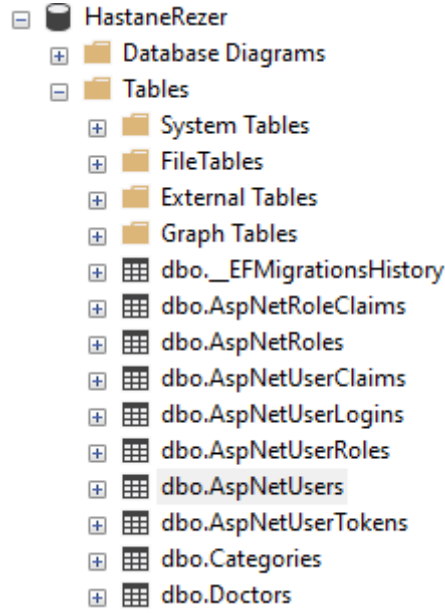 HastaneRezer
Database Diagrams
Tables
System Tables
FileTables
External Tables
Graph Tables
dbo.__EFMigrationsHistory
dbo.AspNetRoleClaims
dbo.AspNetRoles
dbo.AspNetUserClaims
dbo.AspNetUserLogins
dbo.AspNetUserRoles
dbo.AspNetUsers
dbo.AspNetUserTokens
dbo.Categories
dbo.Doctors